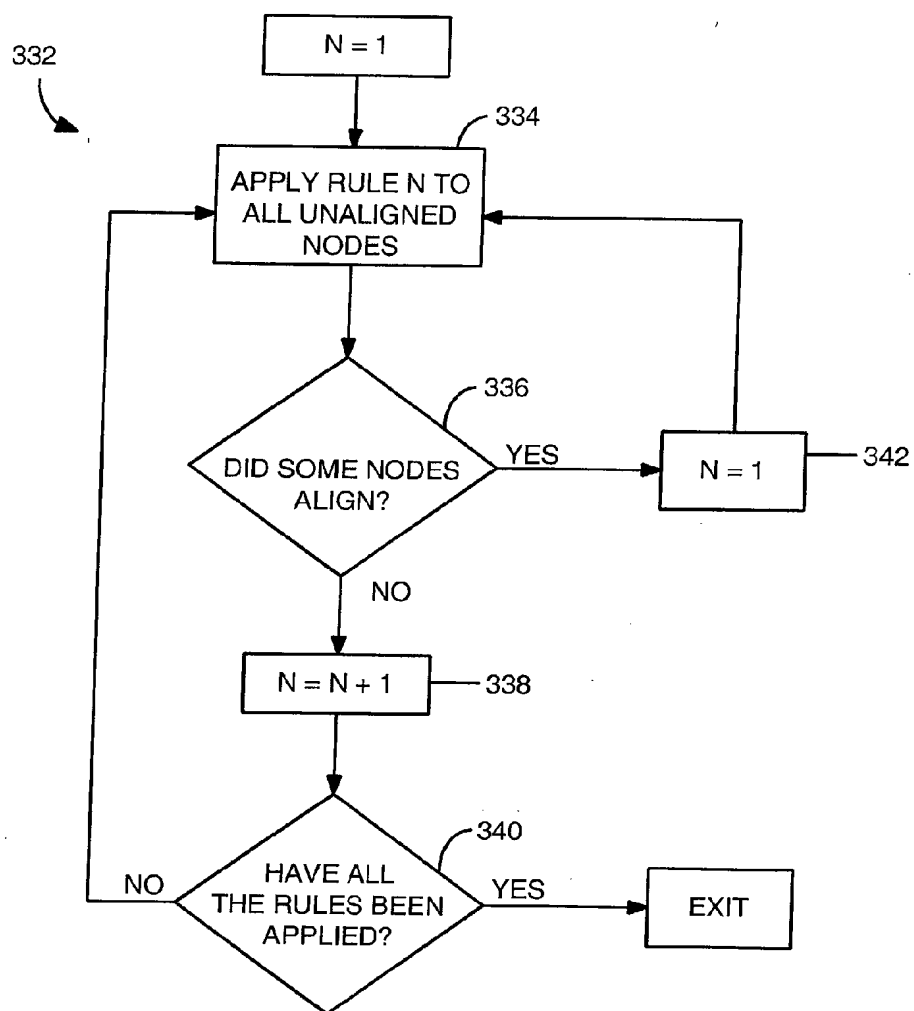 N = 1
332
334
APPLY RULE N TO
ALL UNALIGNED
NODES
336
DID SOME NODES
ALIGN?
YES
N = 1
342
NO
N = N + 1
338
340
HAVE ALL
THE RULES BEEN
APPLIED?
NO
YES
EXIT